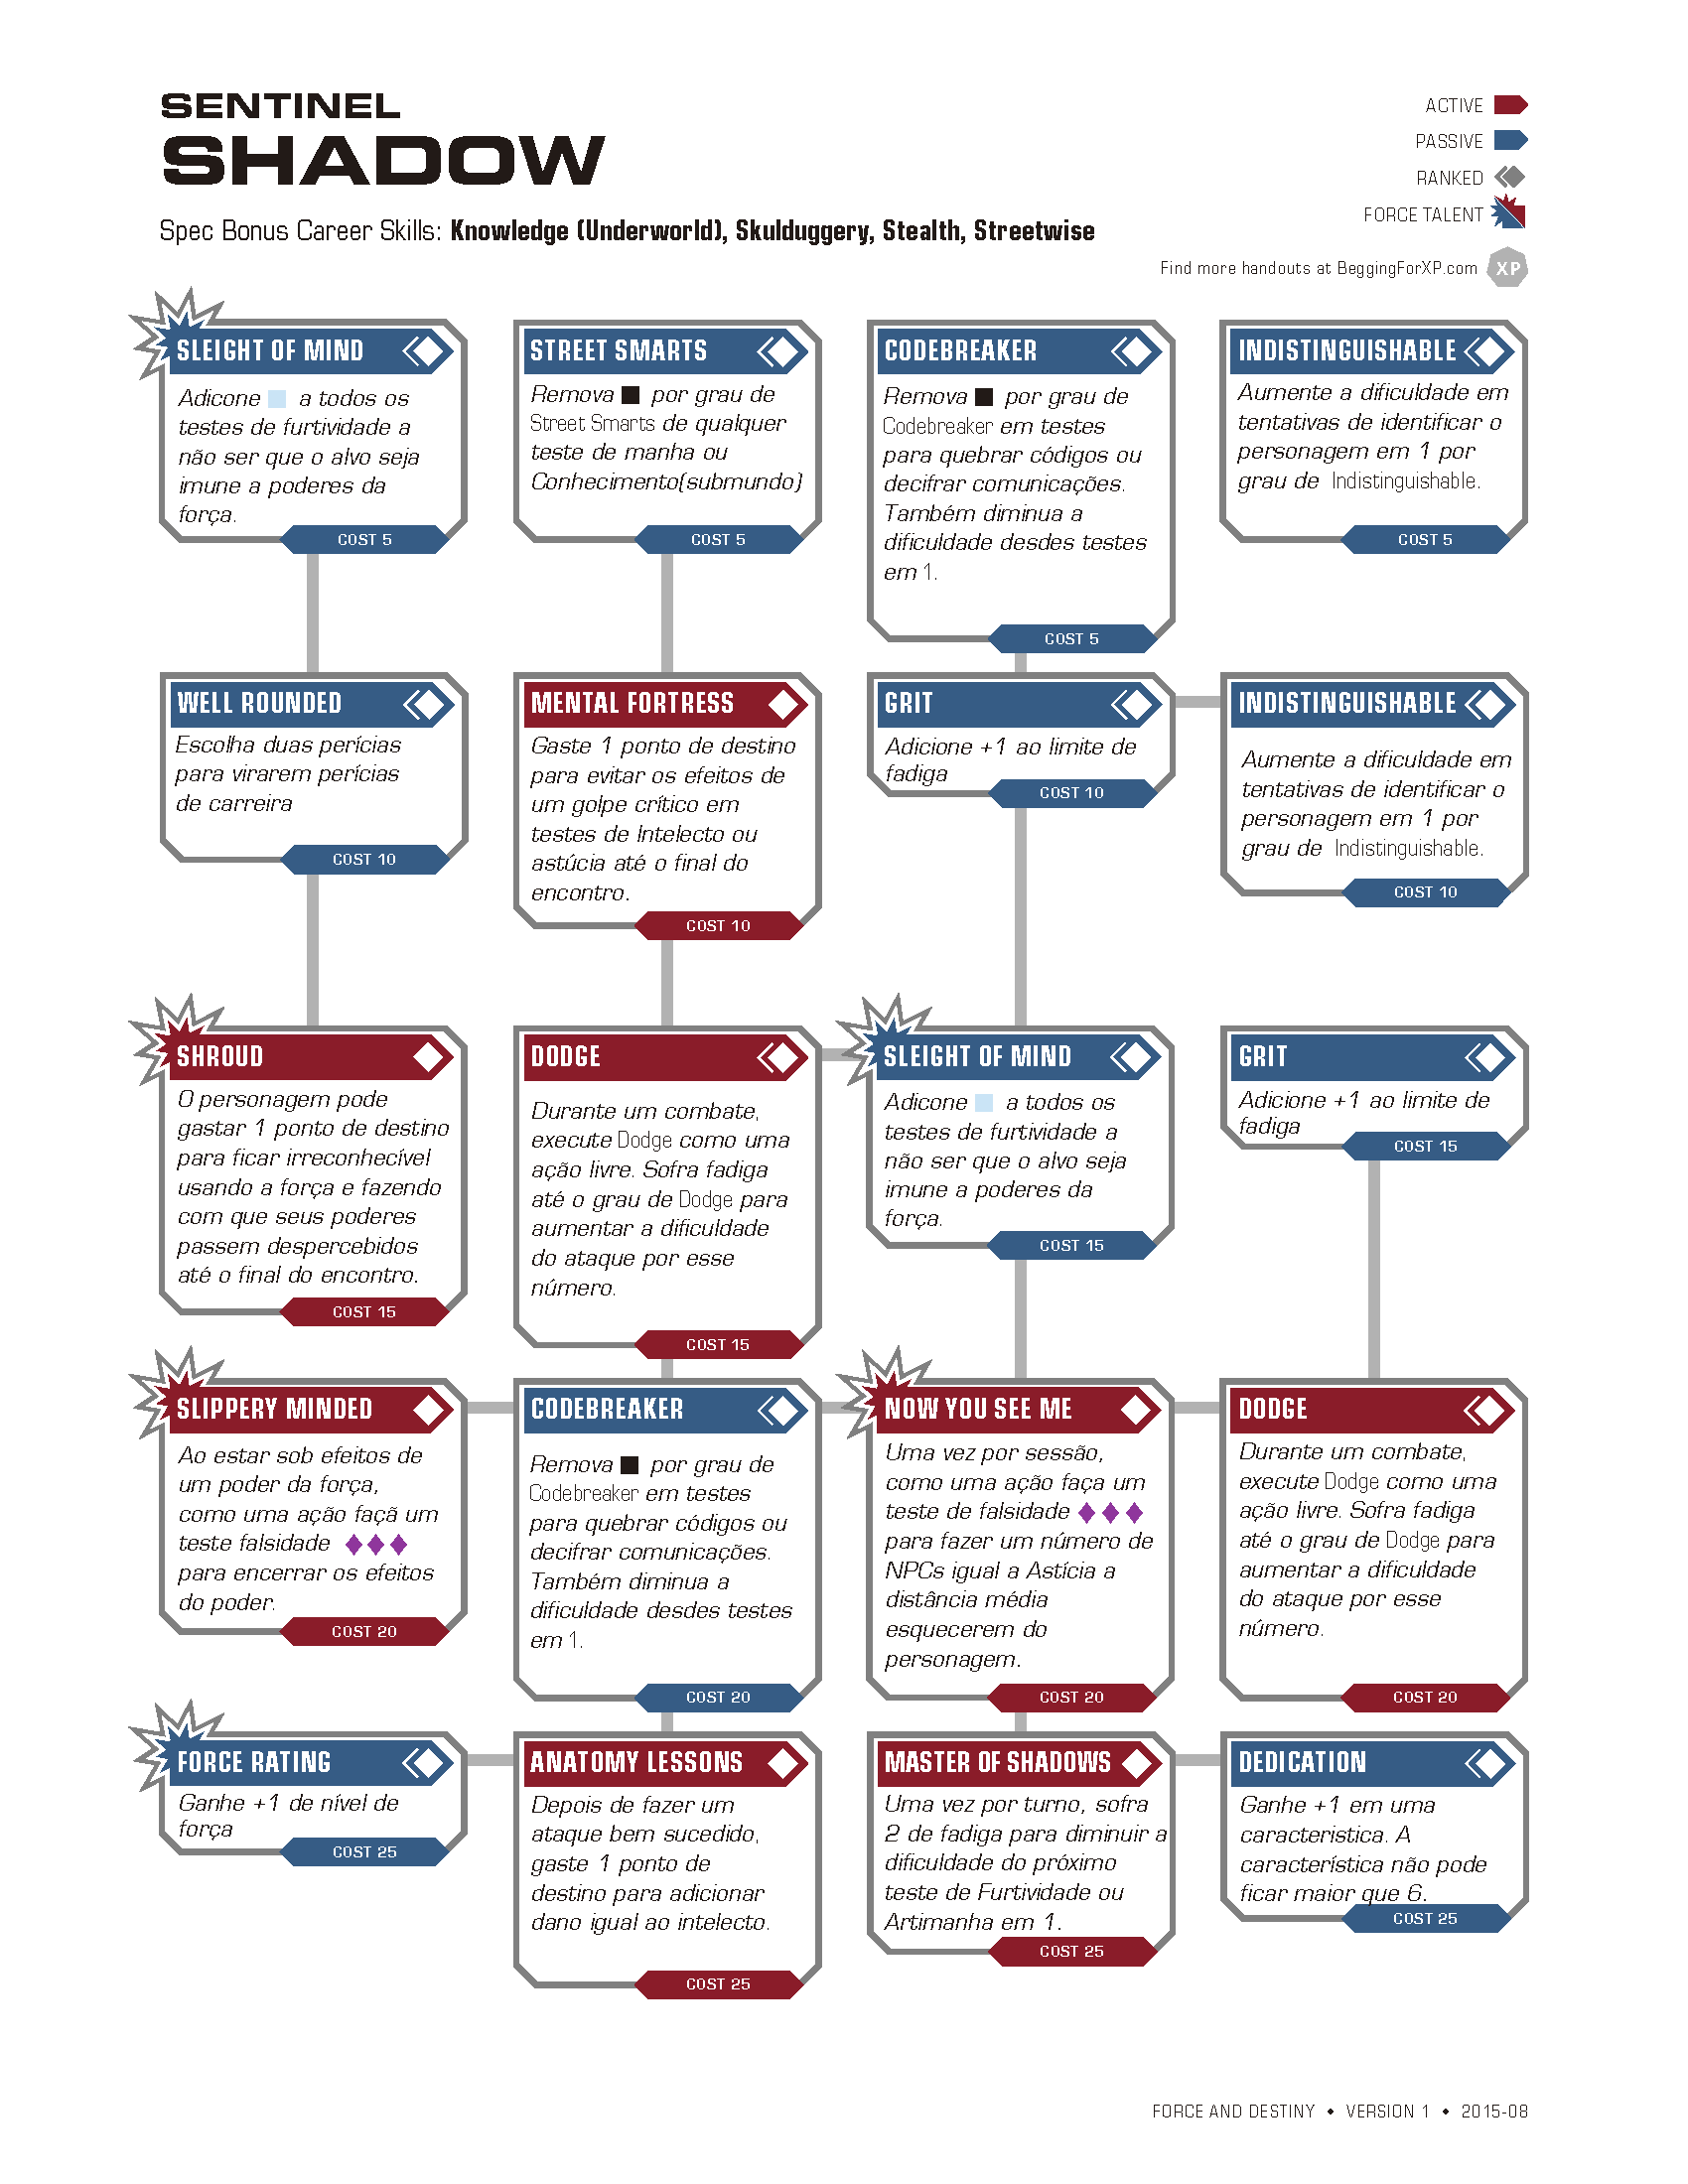 SENTINEL
SHADOW
Spec Bonus Career Skills: Knowledge (Underworld), Skulduggery, Stealth, Streetwise
ACTIVE
PASSIVE
RANKED
FORCE TALENT
Find more handouts at BeggingForXP.com XP
SLEIGHT OF MIND
Adicone a todos os
testes de furtividade a
não ser que o alvo seja
imune a poderes da
força.
COST 5
STREET SMARTS
Remova por grau de
Street Smarts de qualquer
teste de manha ou
Conhecimento(submundo)
COST 5
CODEBREAKER
Remova por grau de
Codebreaker em testes
para quebrar códigos ou
decifrar comunicações.
Também diminua a
dificuldade desdes testes
em 1.
COST 5
INDISTINGUISHABLE
Aumente a dificuldade em
tentativas de identificar o
personagem em 1 por
grau de Indistinguishable.
COST 5
WELL ROUNDED
Escolha duas perícias
para virarem perícias
de carreira
COST 10
MENTAL FORTRESS
Gaste 1 ponto de destino
para evitar os efeitos de
um golpe crítico em
testes de Intelecto ou
astúcia até o final do
encontro.
COST 10
GRIT
Adicione +1 ao limite de
fadiga
COST 10
INDISTINGUISHABLE
Aumente a dificuldade em
tentativas de identificar o
personagem em 1 por
grau de Indistinguishable.
COST 10
SHROUD
O personagem pode
gastar 1 ponto de destino
para ficar irreconhecível
usando a força e fazendo
com que seus poderes
passem despercebidos
até o final do encontro.
COST 15
DODGE
Durante um combate,
execute Dodge como uma
ação livre. Sofra fadiga
até o grau de Dodge para
aumentar a dificuldade
do ataque por esse
número.
COST 15
SLEIGHT OF MIND
Adicone a todos os
testes de furtividade a
não ser que o alvo seja
imune a poderes da
força.
COST 15
GRIT
Adicione +1 ao limite de
fadiga
COST 15
SLIPPERY MINDED
Ao estar sob efeitos de
um poder da força,
como uma ação façã um
teste falsidade
para encerrar os efeitos
do poder.
COST 20
CODEBREAKER
Remova por grau de
Codebreaker em testes
para quebrar códigos ou
decifrar comunicações.
Também diminua a
dificuldade desdes testes
em 1.
COST 20
NOW YOU SEE ME
Uma vez por sessão,
como uma ação faça um
teste de falsidade
para fazer um número de
NPCs igual a Astícia a
distância média
esquecerem do
personagem.
COST 20
DODGE
Durante um combate,
execute Dodge como uma
ação livre. Sofra fadiga
até o grau de Dodge para
aumentar a dificuldade
do ataque por esse
número.
COST 20
FORCE RATING
Ganhe +1 de nível de
força
COST 25
ANATOMY LESSONS
Depois de fazer um
ataque bem sucedido,
gaste 1 ponto de
destino para adicionar
dano igual ao intelecto.
COST 25
MASTER OF SHADOWS
Uma vez por turno, sofra
2 de fadiga para diminuir a
dificuldade do próximo
teste de Furtividade ou
Artimanha em 1.
COST 25
DEDICATION
Ganhe +1 em uma
caracteristica. A
característica não pode
ficar maior que 6.
COST 25
FORCE AND DESTINY • VERSION 1 • 2015-08